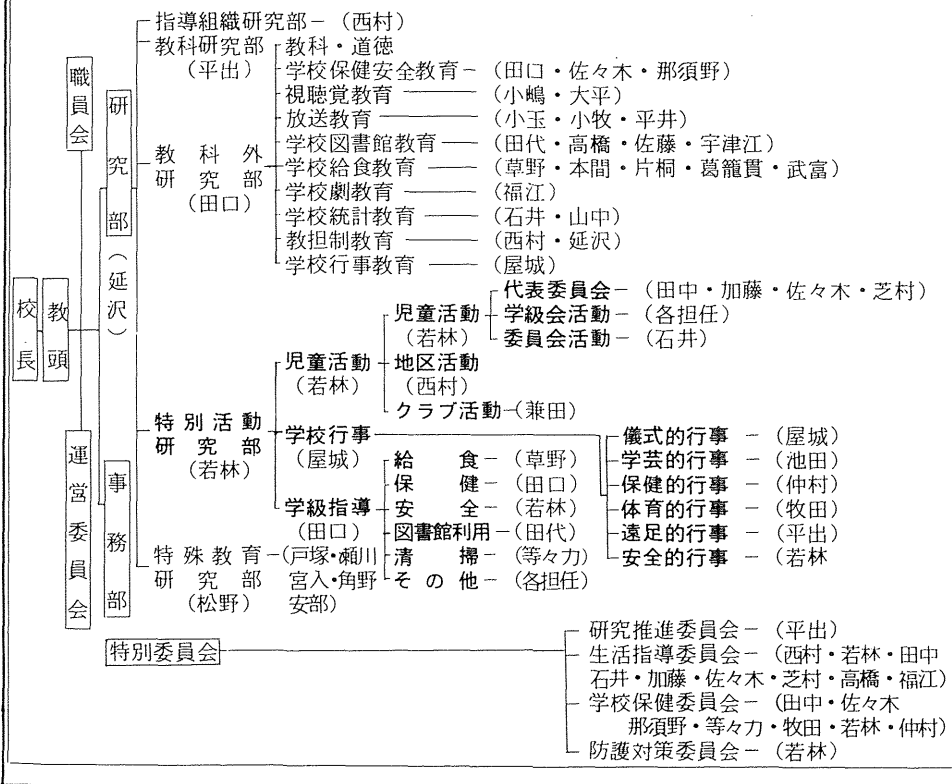 校長
教頭
職員会
運営委員会
研究部（延沢）
事務部
指導組織研究部－（西村）
教科研究部
（平出）
教科・道徳
学校保健安全教育－（田口・佐々木・那須野）
視聴覚教育――（小嶋・大平）
放送教育――（小玉・小牧・平井）
教科外
研究部
（田口）
学校図書館教育――（田代・高橋・佐藤・宇津江）
学校給食教育――（草野・本間・片桐・葛籠貫・武富）
学校劇教育――（福江）
学校統計教育――（石井・山中）
教担制教育――（西村・延沢）
学校行事教育――（屋城）
特別活動
研究部
（若林）
児童活動
（若林）
児童活動
（若林）
代表委員会－（田中・加藤・佐々木・芝村）
学級会活動－（各担任）
委員会活動－（石井）
地区活動
（西村）
クラブ活動－（兼田）
学校行事
（屋城）
儀式的行事－（屋城）
学芸的行事－（池田）
保健的行事－（仲村）
体育的行事－（牧田）
遠足的行事－（平出）
安全的行事－（若林）
学級指導
（田口）
給食－（草野）
保健－（田口）
安全－（若林）
図書館利用－（田代）
清掃－（等々力）
その他－（各担任）
特殊教育
研究部
（松野）
（戸塚・瀬川
宮入・角野
安部）
特別委員会
研究推進委員会－（平出）
生活指導委員会－（西村・若林・田中
石井・加藤・佐々木・芝村・高橋・福江）
学校保健委員会－（田中・佐々木
那須野・等々力・牧田・若林・仲村）
防護対策委員会－（若林）